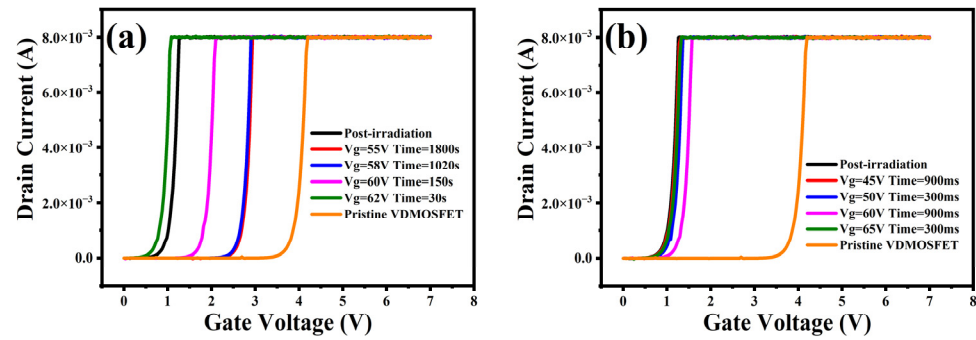 (a)
Drain Current (A)
8.0×10⁻³
6.0×10⁻³
4.0×10⁻³
2.0×10⁻³
0.0
Post-irradiation
Vg=55V Time=1800s
Vg=58V Time=1020s
Vg=60V Time=150s
Vg=62V Time=30s
Pristine VDMOSFET
0 1 2 3 4 5 6 7 8
Gate Voltage (V)
(b)
Drain Current (A)
8.0×10⁻³
6.0×10⁻³
4.0×10⁻³
2.0×10⁻³
0.0
Post-irradiation
Vg=45V Time=900ms
Vg=50V Time=300ms
Vg=60V Time=900ms
Vg=65V Time=300ms
Pristine VDMOSFET
0 1 2 3 4 5 6 7 8
Gate Voltage (V)